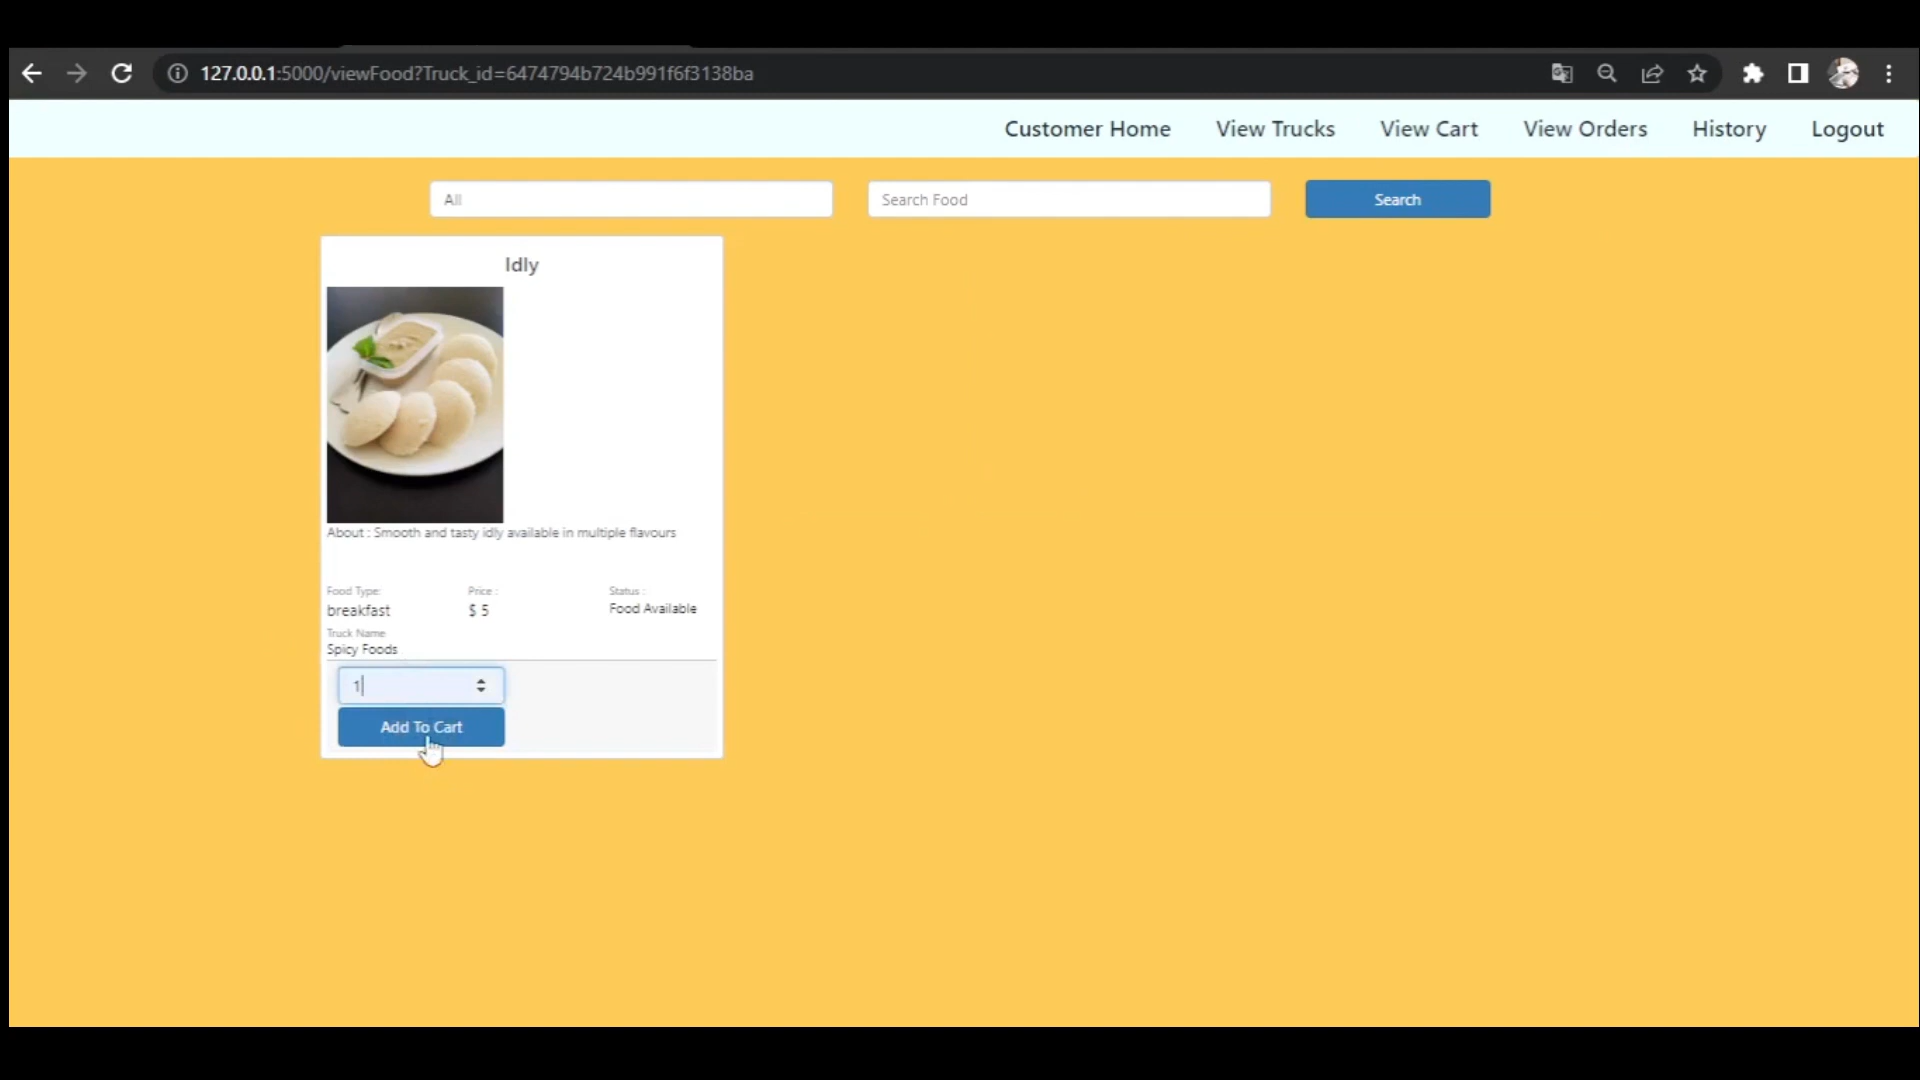 127.0.0.1:5000/viewFood?Truck_id=6474794b724b991f6f3138ba
Customer Home View Trucks View Cart View Orders History Logout
All Search Food Search
Idly
About : Smooth and tasty idly available in multiple flavours
Food Type: Price : Status :
breakfast $ 5 Food Available
Truck Name
Spicy Foods
1
Add To Cart